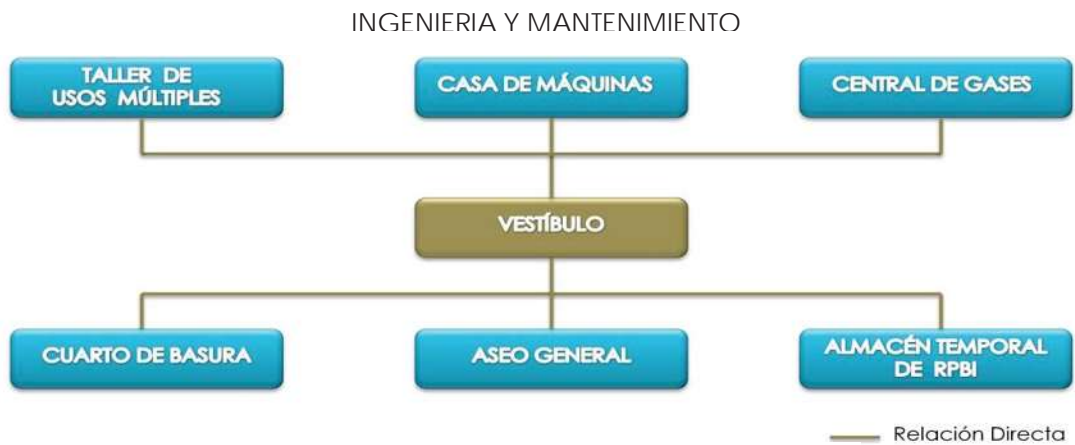 INGENIERIA Y MANTENIMIENTO
TALLER DE
USOS MÚLTIPLES
CASA DE MÁQUINAS
CENTRAL DE GASES
VESTÍBULO
CUARTO DE BASURA
ASEO GENERAL
ALMACÉN TEMPORAL
DE RPBI
Relación Directa